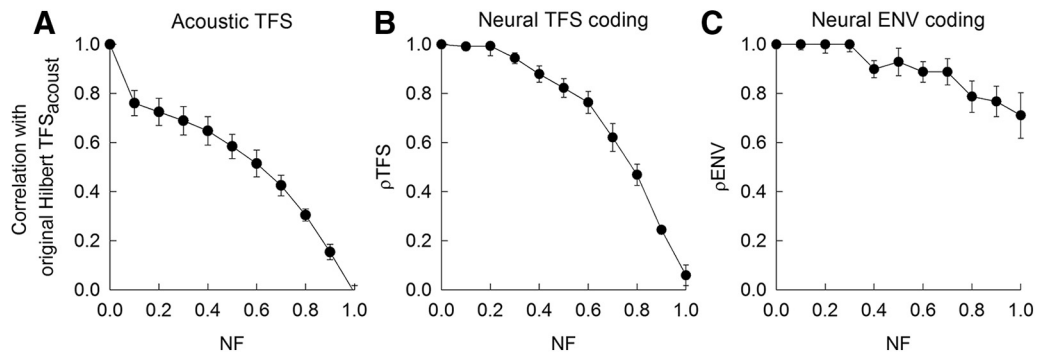 A
Acoustic TFS
Correlation with
original Hilbert TFSacoust
1.0
0.8
0.6
0.4
0.2
0.0
0.0 0.2 0.4 0.6 0.8 1.0
NF
B
Neural TFS coding
ρTFS
1.0
0.8
0.6
0.4
0.2
0.0
0.0 0.2 0.4 0.6 0.8 1.0
NF
C
Neural ENV coding
ρENV
1.0
0.8
0.6
0.4
0.2
0.0
0.0 0.2 0.4 0.6 0.8 1.0
NF